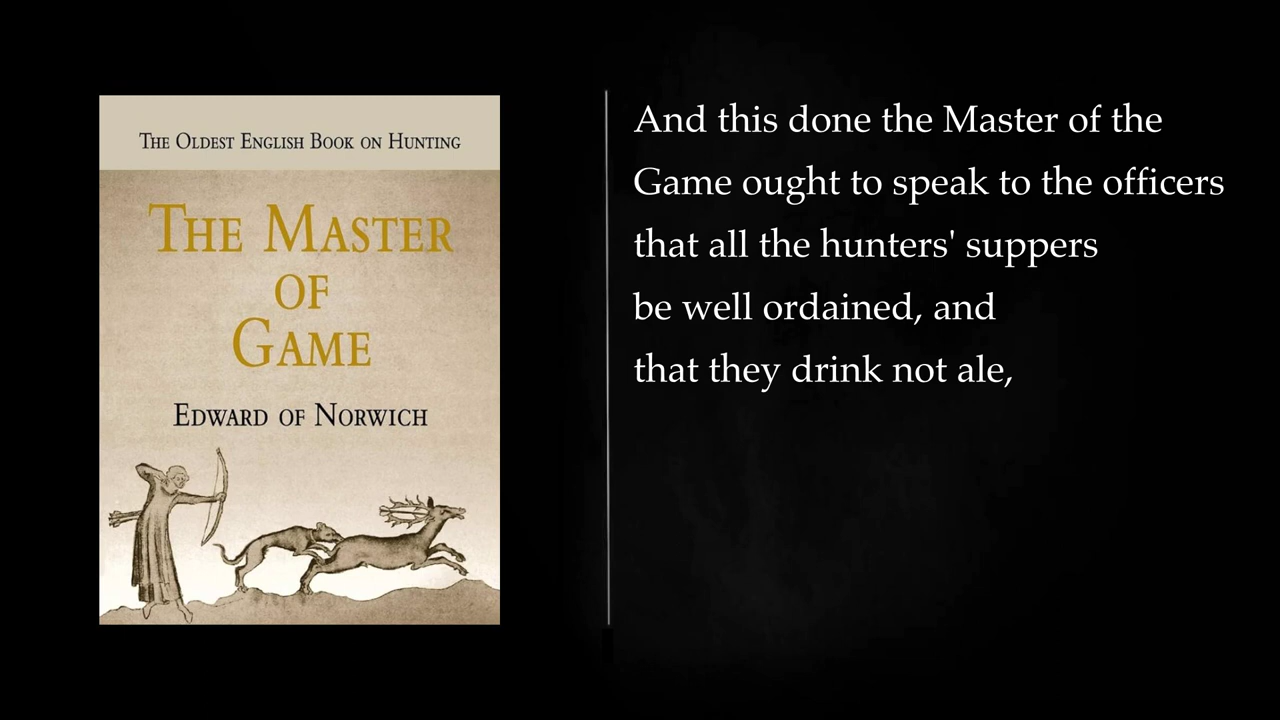 The Oldest English Book on Hunting
The Master
of
Game
Edward of Norwich
And this done the Master of the
Game ought to speak to the officers
that all the hunters' suppers
be well ordained, and
that they drink not ale,